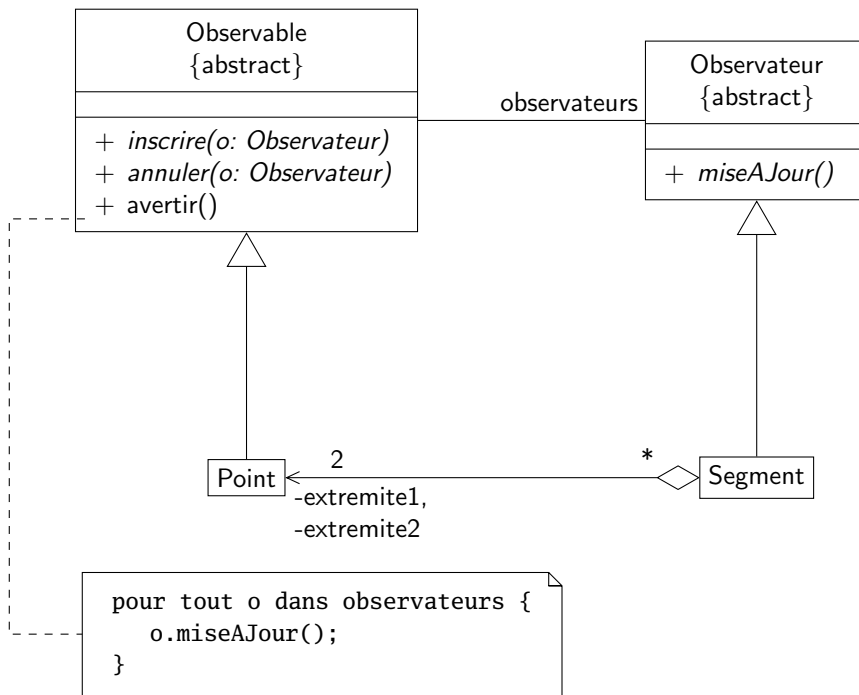 Observable
{abstract}
+ inscrire(o: Observateur)
+ annuler(o: Observateur)
+ avertir()
observateurs
Observateur
{abstract}
+ miseAJour()
Point
2
-extremite1,
-extremite2
*
Segment
pour tout o dans observateurs {
o.miseAJour();
}